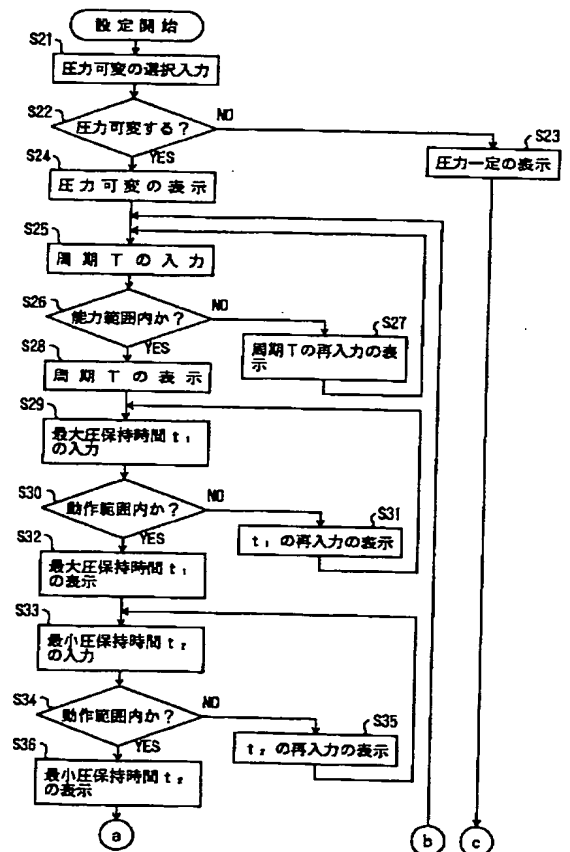 設定開始
S21
圧力可変の選択入力
S22
圧力可変する?
NO
YES
S23
圧力一定の表示
S24
圧力可変の表示
S25
周期Tの入力
S26
能力範囲内か?
NO
YES
S27
周期Tの再入力の表
示
S28
周期Tの表示
S29
最大圧保持時間t₁
の入力
S30
動作範囲内か?
NO
YES
S31
t₁の再入力の表示
S32
最大圧保持時間t₁
の表示
S33
最小圧保持時間t₂
の入力
S34
動作範囲内か?
NO
YES
S35
t₂の再入力の表示
S36
最小圧保持時間t₂
の表示
a
b
c